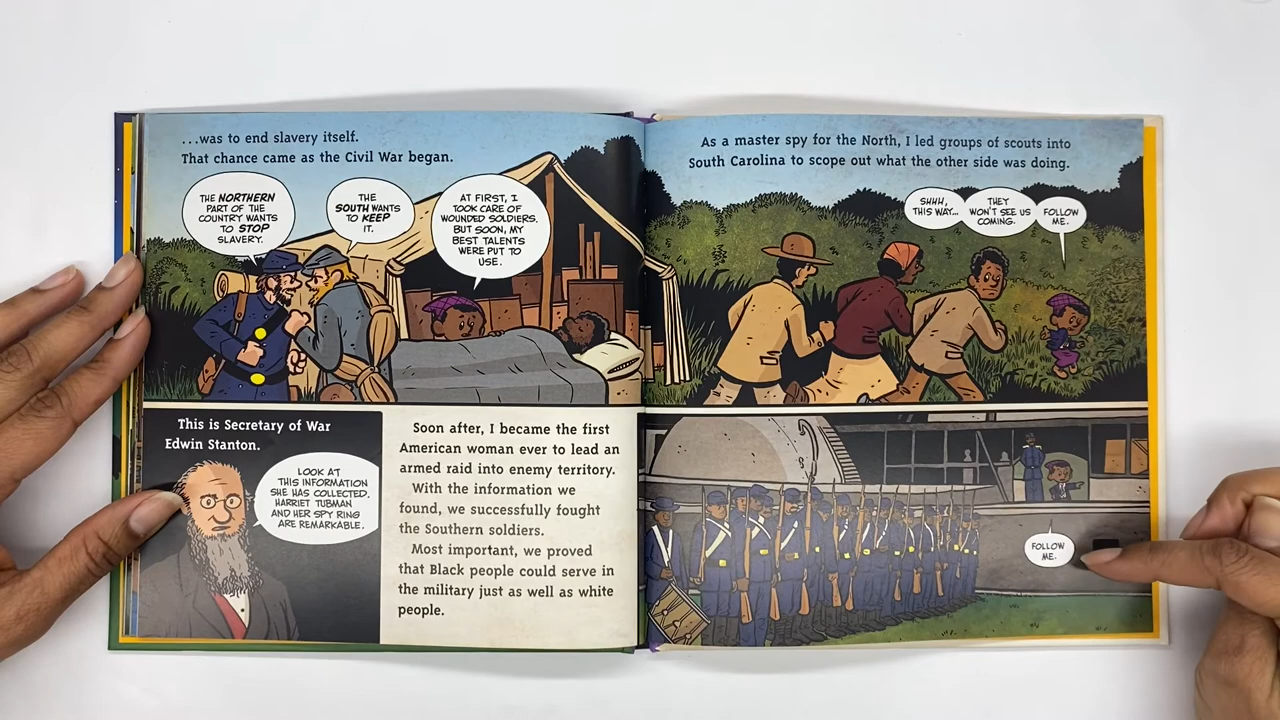 ...was to end slavery itself.
That chance came as the Civil War began.
THE NORTHERN
PART OF THE
COUNTRY WANTS
TO STOP
SLAVERY.
THE
SOUTH WANTS
TO KEEP
IT.
AT FIRST, I
TOOK CARE OF
WOUNDED SOLDIERS.
BUT SOON, MY
BEST TALENTS
WERE PUT TO
USE.
This is Secretary of War
Edwin Stanton.
LOOK AT
THIS INFORMATION
SHE HAS COLLECTED.
HARRIET TUBMAN
AND HER SPY RING
ARE REMARKABLE.
Soon after, I became the first
American woman ever to lead an
armed raid into enemy territory.
With the information we
found, we successfully fought
the Southern soldiers.
Most important, we proved
that Black people could serve in
the military just as well as white
people.
As a master spy for the North, I led groups of scouts into
South Carolina to scope out what the other side was doing.
SHHH,
THIS WAY...
THEY
WON'T SEE US
COMING.
FOLLOW
ME.
FOLLOW
ME.